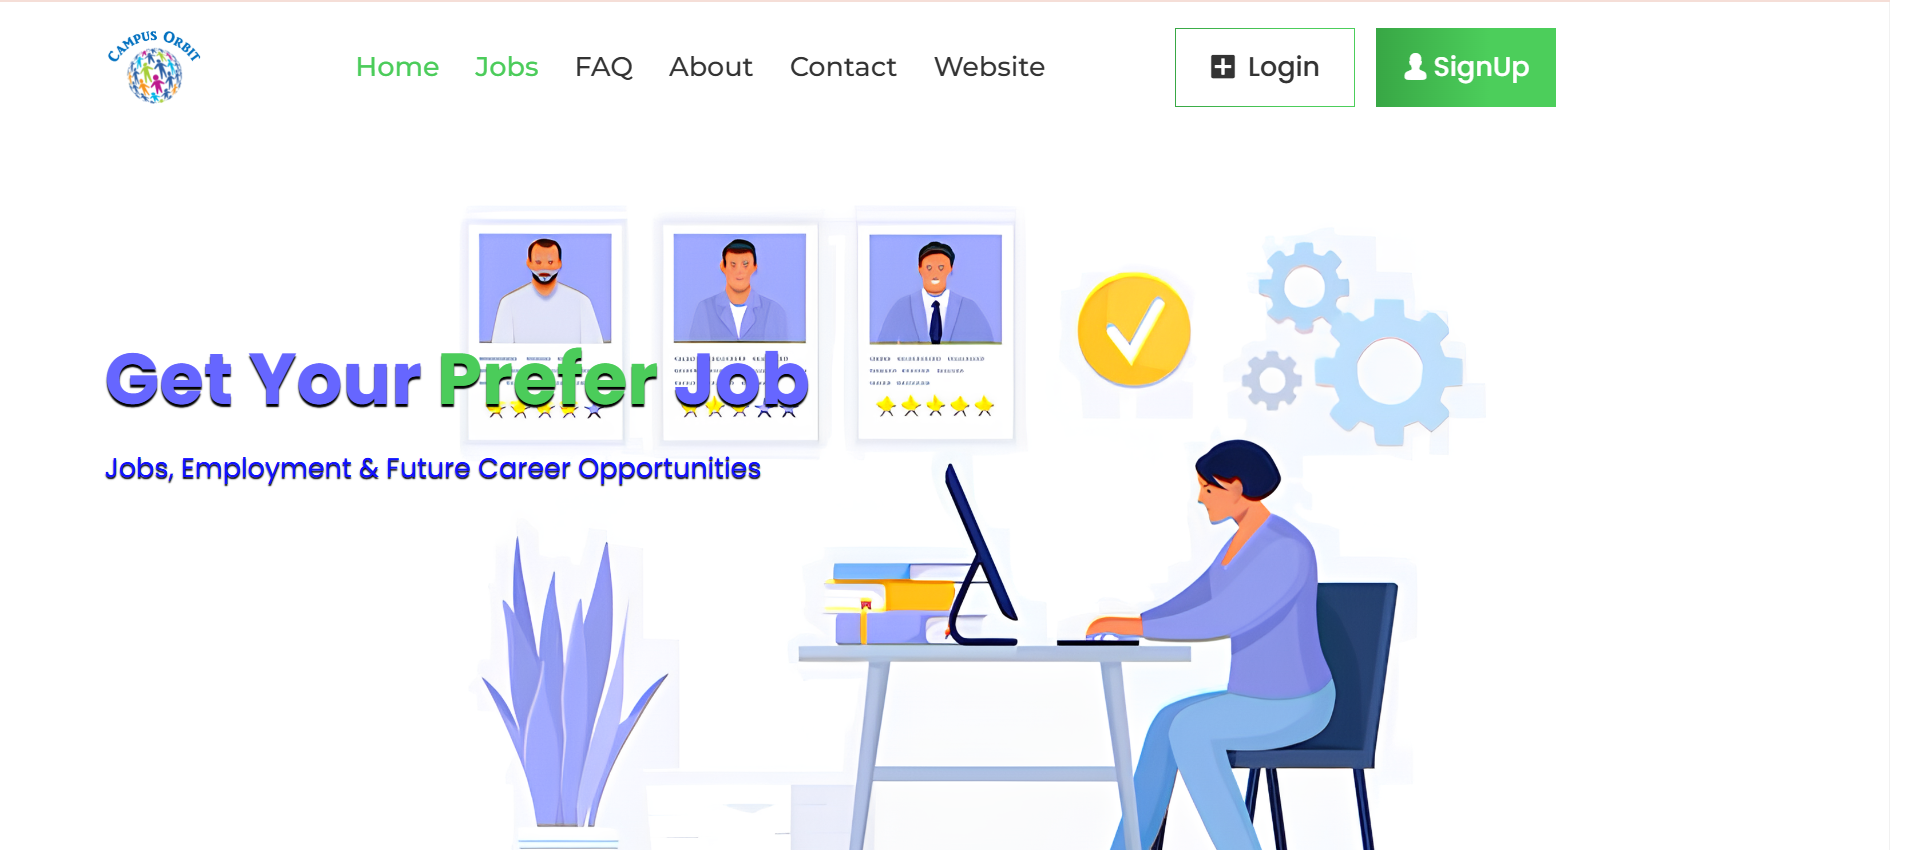 CAMPUS ORBIT
Home Jobs FAQ About Contact Website Login SignUp
Get Your Prefer Job
Jobs, Employment & Future Career Opportunities